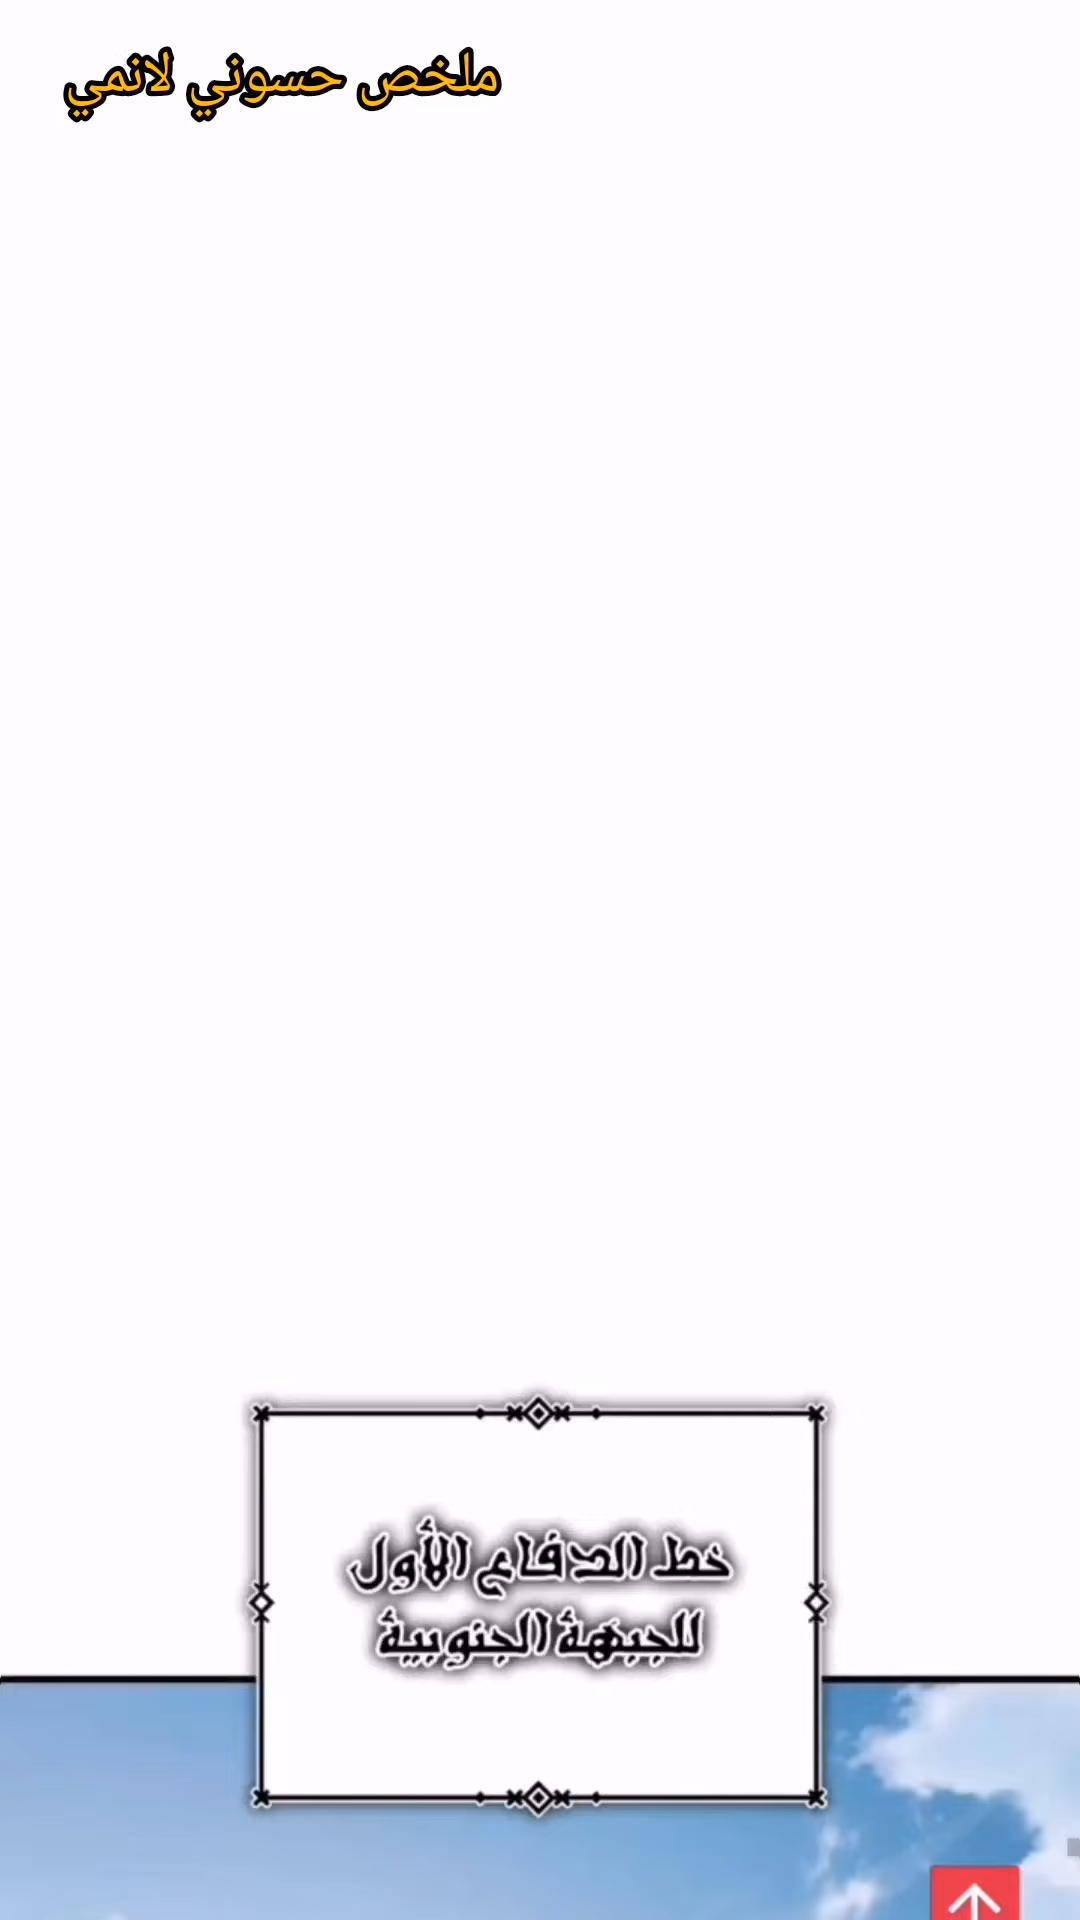 ملخص حسوني لانمي
خط الدفاع الأول
للجبهة الجنوبية